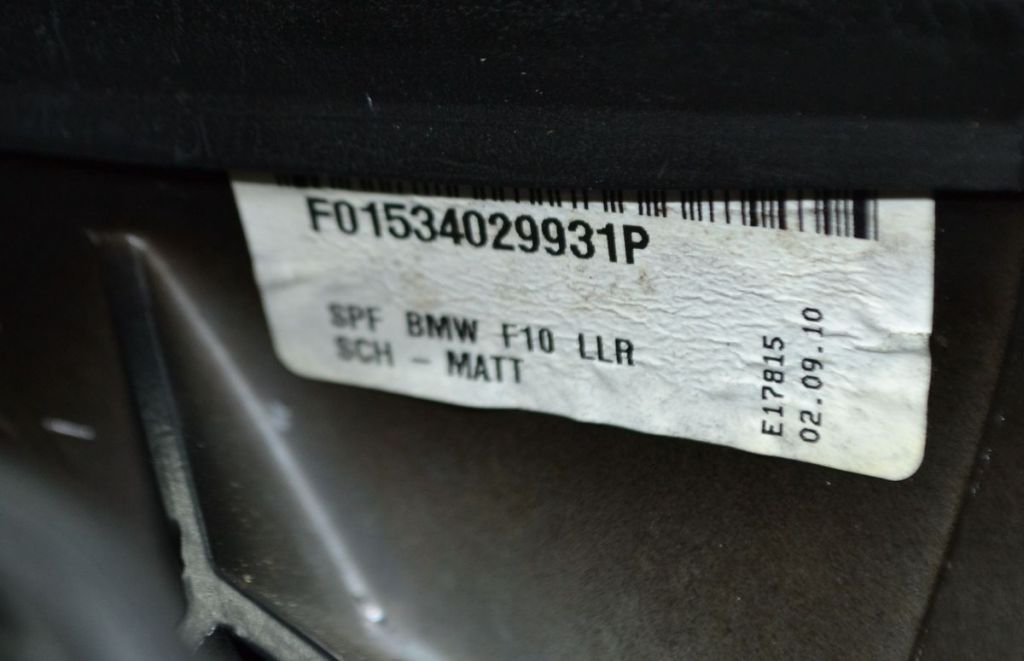 F01534029931P
SPF BMW F10 LLR
SCH - MATT
E17815
02.09.10